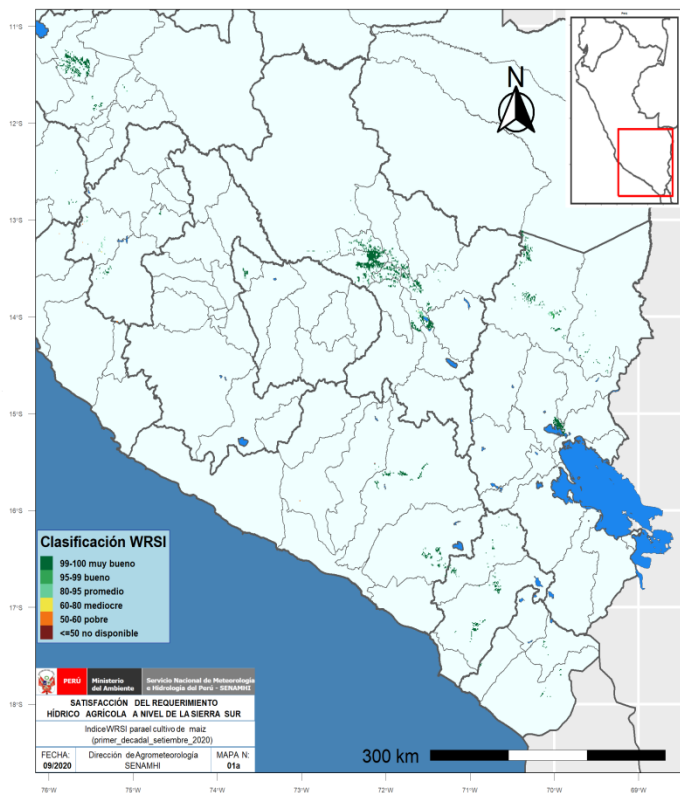 11°S
12°S
13°S
14°S
15°S
16°S
17°S
18°S
N
Clasificación WRSI
99-100 muy bueno
95-99 bueno
80-95 promedio
60-80 mediocre
50-60 pobre
<=50 no disponible
PERÚ
Ministerio
del Ambiente
Servicio Nacional de Meteorología
e Hidrología del Perú - SENAMHI
SATISFACCIÓN DEL REQUERIMIENTO
HÍDRICO AGRÍCOLA A NIVEL DE LA SIERRA SUR
IndiceWRSI parael cultivo de maiz
(primer_decadal_setiembre_2020)
FECHA:
09/2020
Dirección de Agrometeorología
SENAMHI
MAPA N:
01a
300 km
76°W 75°W 74°W 73°W 72°W 71°W 70°W 69°W